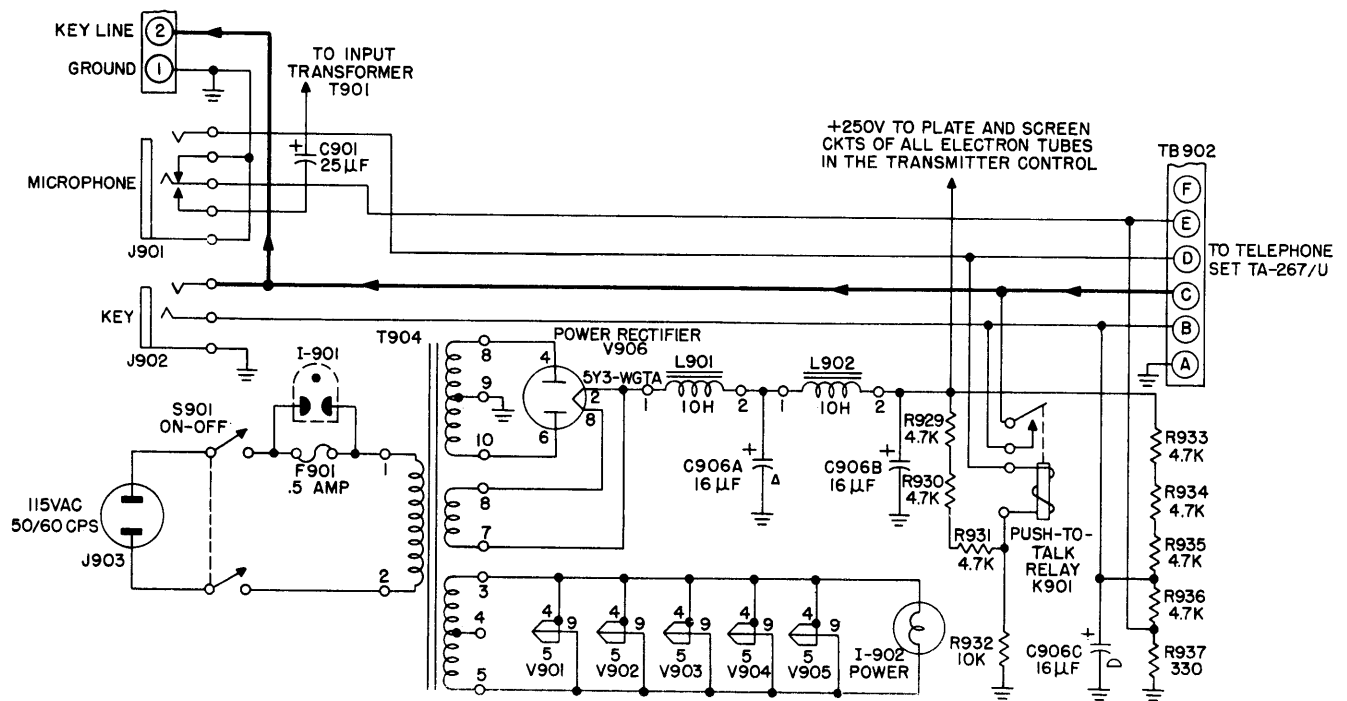 KEY LINE
2
GROUND
1
TO INPUT
TRANSFORMER
T901
+
C901
25µF
MICROPHONE
J901
KEY
J902
+250V TO PLATE AND SCREEN
CKTS OF ALL ELECTRON TUBES
IN THE TRANSMITTER CONTROL
TB 902
F
E
D
C
B
A
TO TELEPHONE
SET TA-267/U
S901
ON-OFF
I-901
F901
.5 AMP
115VAC
50/60 CPS
J903
1
2
T904
8
9
10
8
7
3
4
5
POWER RECTIFIER
V906
5Y3-WGTA
4
6
2
8
L901
1
10H
2
L902
1
10H
2
+
C906A
16µF
Δ
+
C906B
16µF
R929
4.7K
R930
4.7K
R931
4.7K
R932
10K
PUSH-TO-
TALK
RELAY
K901
R933
4.7K
R934
4.7K
R935
4.7K
R936
4.7K
R937
330
+
C906C
16µF
4 9
5
V901
4 9
5
V902
4 9
5
V903
4 9
5
V904
4 9
5
V905
I-902
POWER